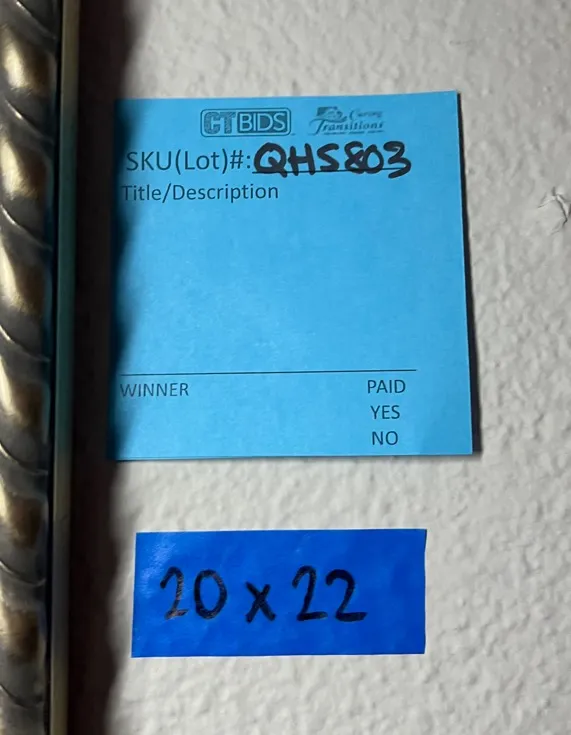 CTBIDS Caring Transitions
SKU(Lot)#: QHS803
Title/Description
WINNER PAID
YES
NO
20 x 22